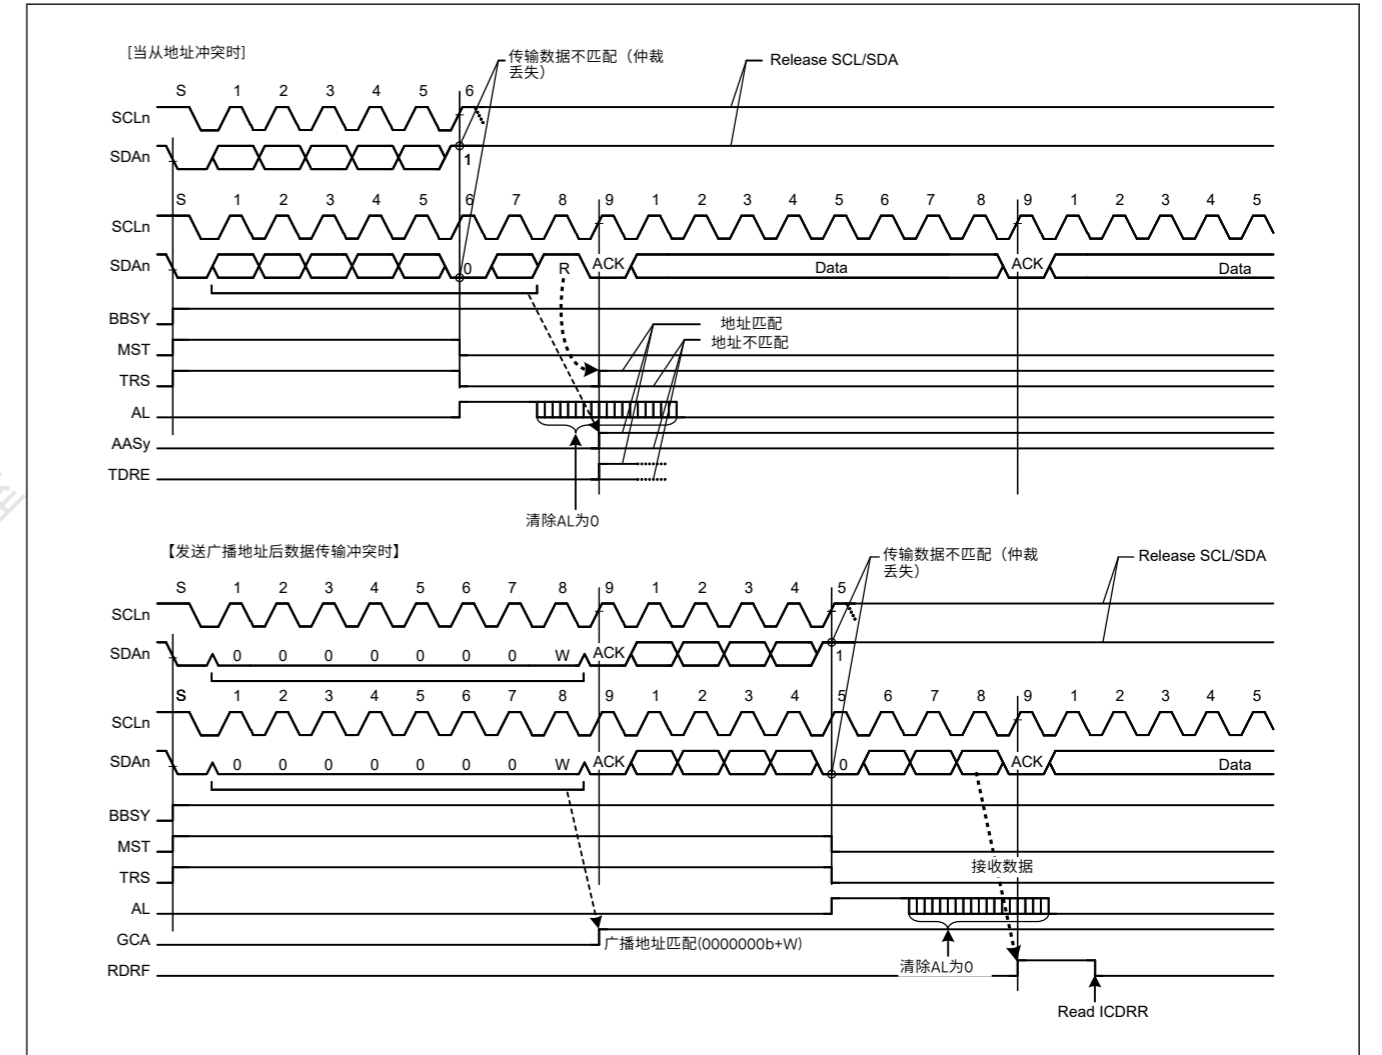 [当从地址冲突时]
传输数据不匹配（仲裁
丢失）
Release SCL/SDA
S 1 2 3 4 5 6
SCLn
SDAn
1
S 1 2 3 4 5 6 7 8 9 1 2 3 4 5 6 7 8 9 1 2 3 4 5
SCLn
SDAn 0 R ACK Data ACK Data
BBSY
地址匹配
MST
地址不匹配
TRS
AL
AASy
TDRE
清除AL为0
【发送广播地址后数据传输冲突时】
传输数据不匹配（仲裁
丢失）
Release SCL/SDA
S 1 2 3 4 5 6 7 8 9 1 2 3 4 5
SCLn
SDAn 0 0 0 0 0 0 0 W ACK 1
S 1 2 3 4 5 6 7 8 9 1 2 3 4 5 6 7 8 9 1 2 3 4 5
SCLn
SDAn 0 0 0 0 0 0 0 W ACK 0 ACK Data
BBSY
MST
接收数据
TRS
AL
GCA
广播地址匹配(0000000b+W)
清除AL为0
RDRF
Read ICDRR